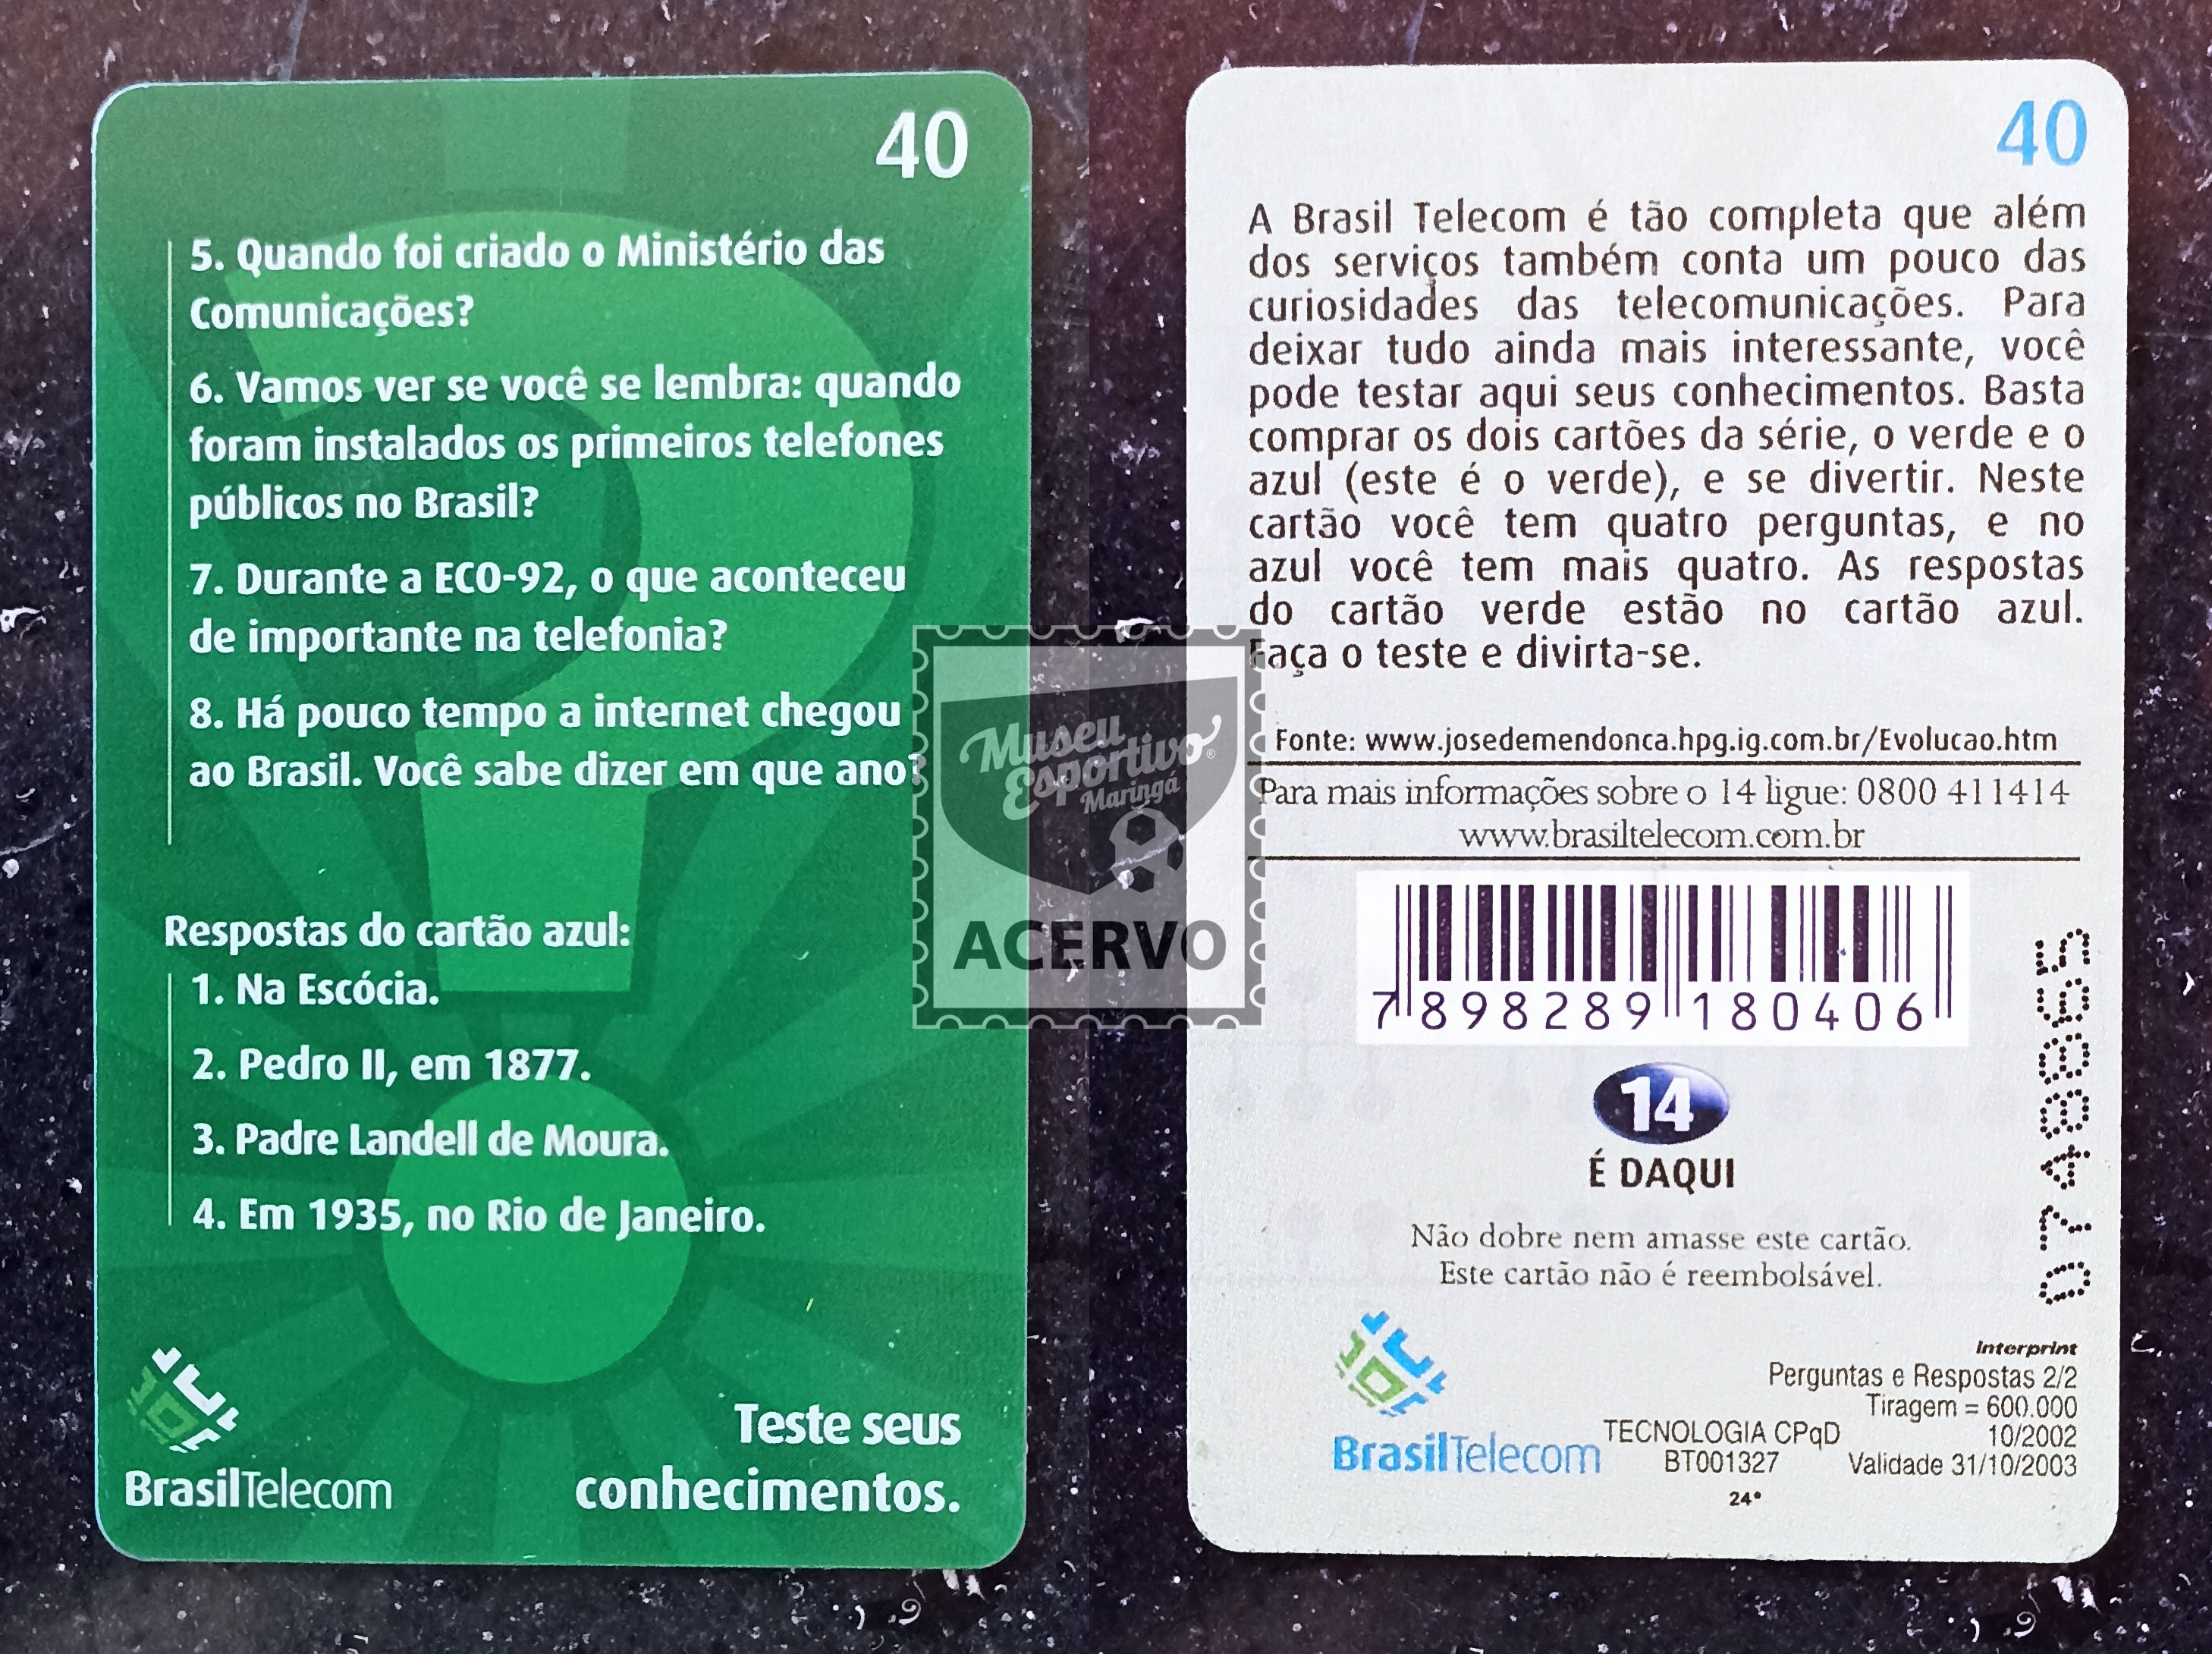 40
5. Quando foi criado o Ministério das
Comunicações?
6. Vamos ver se você se lembra: quando
foram instalados os primeiros telefones
públicos no Brasil?
7. Durante a ECO-92, o que aconteceu
de importante na telefonia?
8. Há pouco tempo a internet chegou
ao Brasil. Você sabe dizer em que ano?
Respostas do cartão azul:
1. Na Escócia.
2. Pedro II, em 1877.
3. Padre Landell de Moura.
4. Em 1935, no Rio de Janeiro.
BrasilTelecom
Teste seus
conhecimentos.
Museu
Esportivo®
Maringá
ACERVO
40
A Brasil Telecom é tão completa que além
dos serviços também conta um pouco das
curiosidades das telecomunicações. Para
deixar tudo ainda mais interessante, você
pode testar aqui seus conhecimentos. Basta
comprar os dois cartões da série, o verde e o
azul (este é o verde), e se divertir. Neste
cartão você tem quatro perguntas, e no
azul você tem mais quatro. As respostas
do cartão verde estão no cartão azul.
Faça o teste e divirta-se.
Fonte: www.josedemendonca.hpg.ig.com.br/Evolucao.htm
Para mais informações sobre o 14 ligue: 0800 411414
www.brasiltelecom.com.br
7 898289 180406
14
É DAQUI
Não dobre nem amasse este cartão.
Este cartão não é reembolsável.
BrasilTelecom
TECNOLOGIA CPqD
BT001327
24*
Interprint
Perguntas e Respostas 2/2
Tiragem = 600.000
10/2002
Validade 31/10/2003